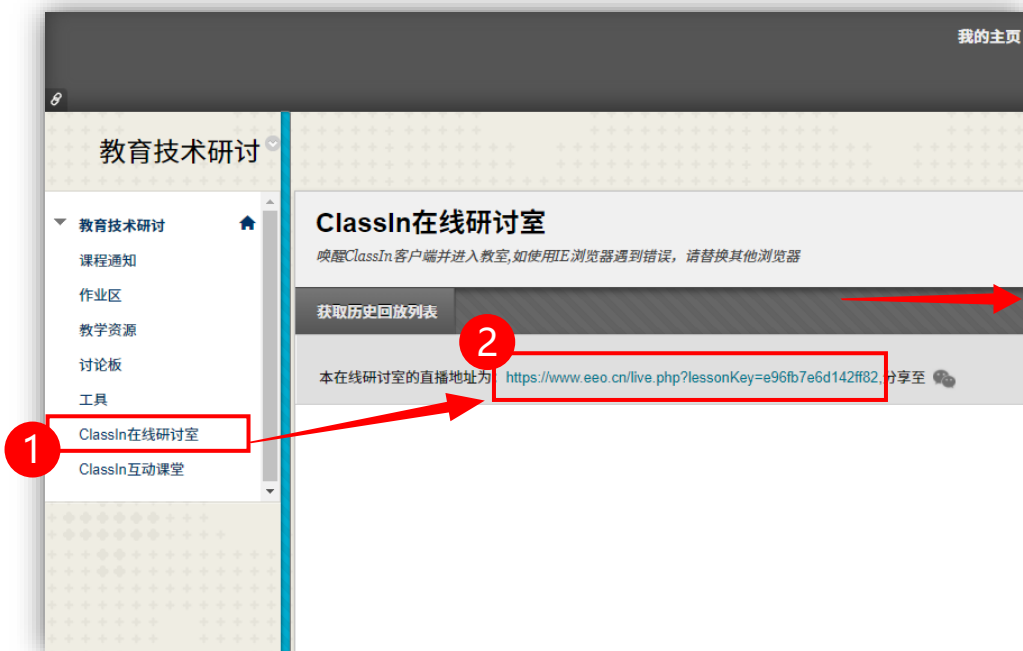 我的主页
教育技术研讨
教育技术研讨
课程通知
作业区
教学资源
讨论板
工具
ClassIn在线研讨室
ClassIn互动课堂
1
ClassIn在线研讨室
唤醒ClassIn客户端并进入教室,如使用IE浏览器遇到错误，请替换其他浏览器
获取历史回放列表
2
本在线研讨室的直播地址为: https://www.eeo.cn/live.php?lessonKey=e96fb7e6d142ff82,分享至